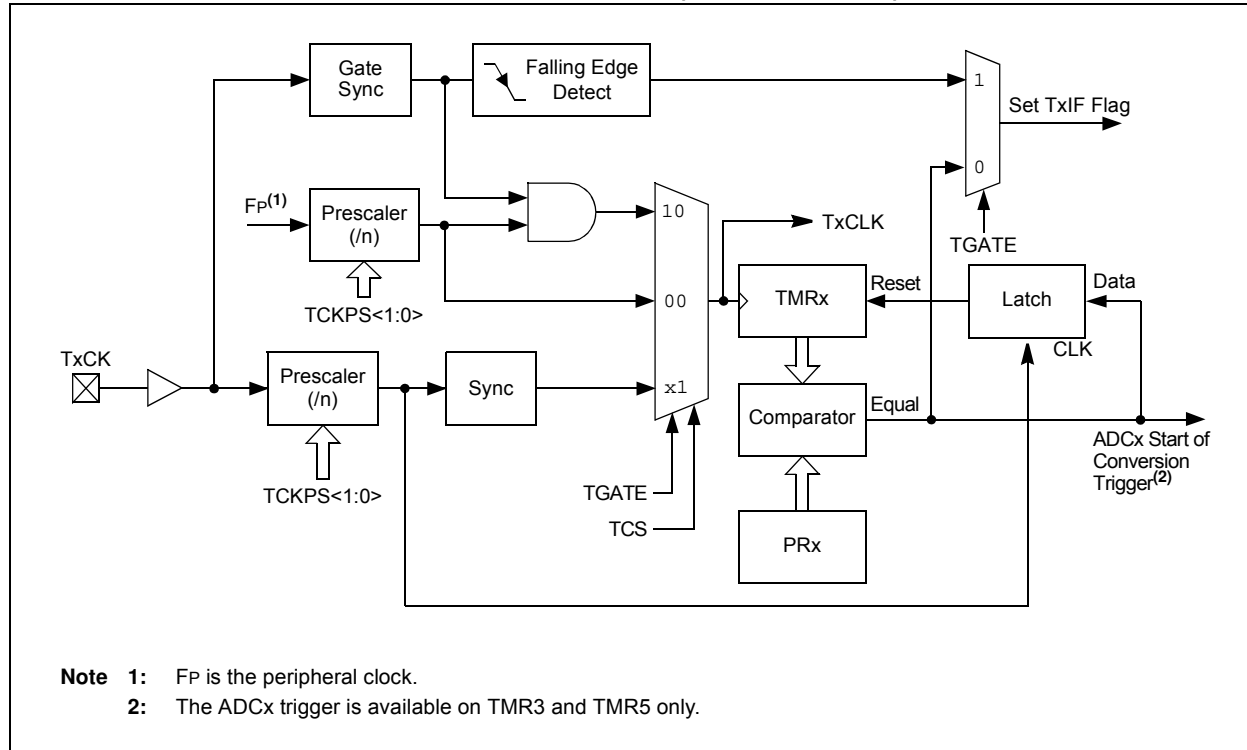 Gate
Sync
Falling Edge
Detect
1
Set TxIF Flag
0
FP(1)
Prescaler
(/n)
10
TxCLK
TGATE
TCKPS<1:0>
00
TMRx
Reset
Latch
Data
CLK
TxCK
Prescaler
(/n)
Sync
x1
Comparator
Equal
ADCx Start of
Conversion
Trigger(2)
TCKPS<1:0>
TGATE
TCS
PRx
Note 1: FP is the peripheral clock.
2: The ADCx trigger is available on TMR3 and TMR5 only.